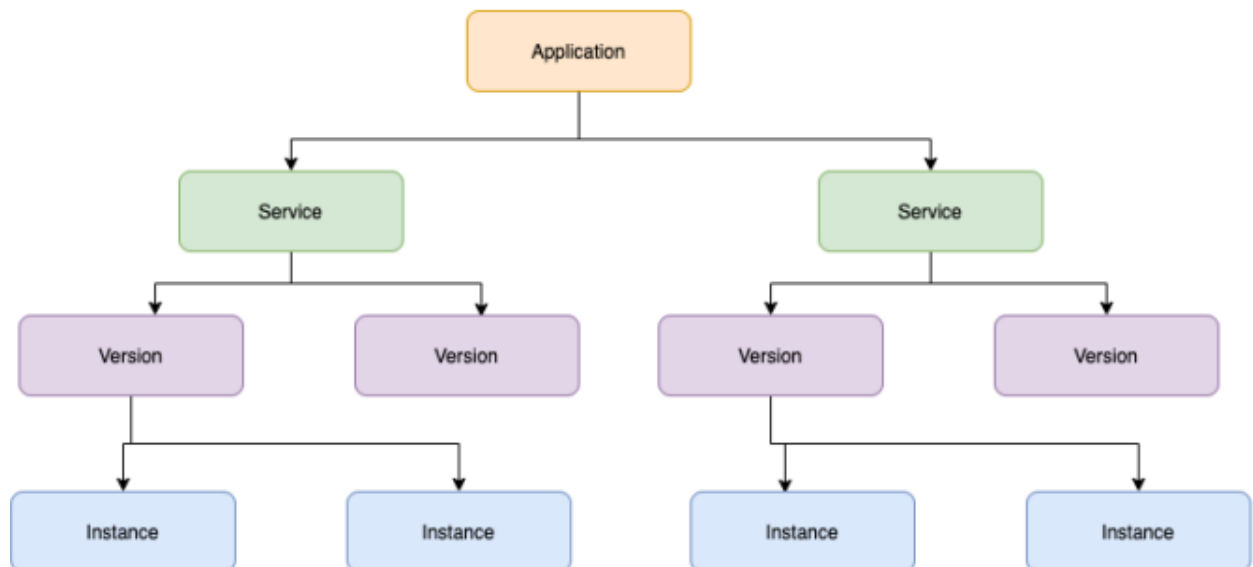 Application
Service
Service
Version
Version
Version
Version
Instance
Instance
Instance
Instance